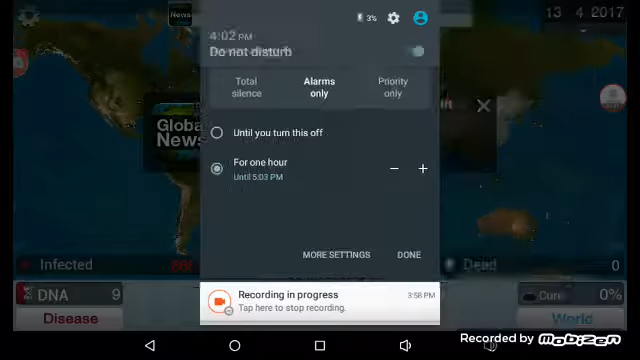 3%
13 4 2017
News
4:02 PM
Do not disturb
Total silence
Alarms only
Priority only
Global News
Until you turn this off
For one hour
Until 5:03 PM
MORE SETTINGS
DONE
Infected
Dead
0
DNA
9
Cure
0%
Recording in progress
3:58 PM
Tap here to stop recording.
Disease
World
Recorded by Mobizen